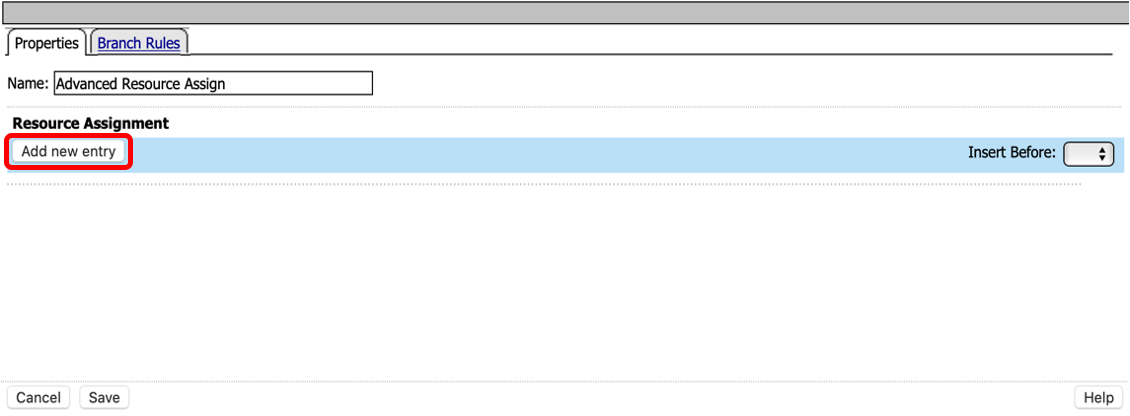 Properties Branch Rules
Name: Advanced Resource Assign
Resource Assignment
Add new entry Insert Before:
Cancel Save Help